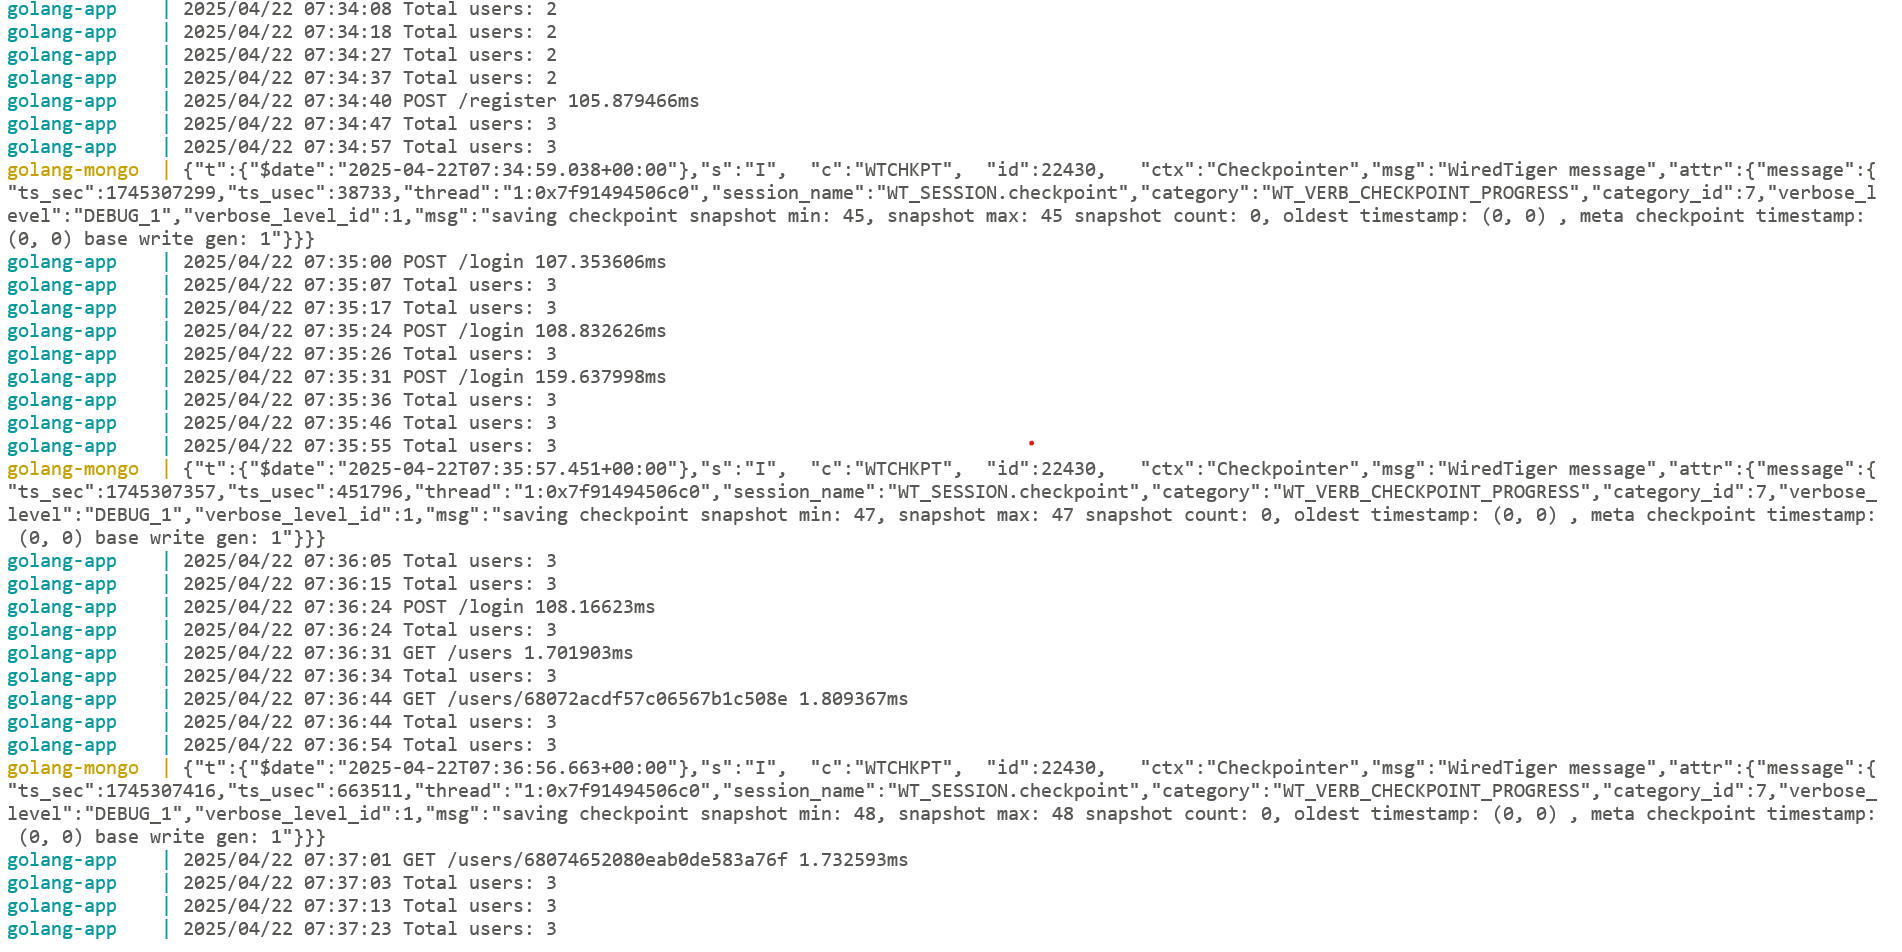 golang-app    | 2025/04/22 07:34:08 Total users: 2
golang-app    | 2025/04/22 07:34:18 Total users: 2
golang-app    | 2025/04/22 07:34:27 Total users: 2
golang-app    | 2025/04/22 07:34:37 Total users: 2
golang-app    | 2025/04/22 07:34:40 POST /register 105.879466ms
golang-app    | 2025/04/22 07:34:47 Total users: 3
golang-app    | 2025/04/22 07:34:57 Total users: 3
golang-mongo  | {"t":{"$date":"2025-04-22T07:34:59.038+00:00"},"s":"I",  "c":"WTCHKPT",  "id":22430,   "ctx":"Checkpointer","msg":"WiredTiger message","attr":{"message":{
"ts_sec":1745307299,"ts_usec":38733,"thread":"1:0x7f91494506c0","session_name":"WT_SESSION.checkpoint","category":"WT_VERB_CHECKPOINT_PROGRESS","category_id":7,"verbose_l
evel":"DEBUG_1","verbose_level_id":1,"msg":"saving checkpoint snapshot min: 45, snapshot max: 45 snapshot count: 0, oldest timestamp: (0, 0) , meta checkpoint timestamp:
(0, 0) base write gen: 1"}}}
golang-app    | 2025/04/22 07:35:00 POST /login 107.353606ms
golang-app    | 2025/04/22 07:35:07 Total users: 3
golang-app    | 2025/04/22 07:35:17 Total users: 3
golang-app    | 2025/04/22 07:35:24 POST /login 108.832626ms
golang-app    | 2025/04/22 07:35:26 Total users: 3
golang-app    | 2025/04/22 07:35:31 POST /login 159.637998ms
golang-app    | 2025/04/22 07:35:36 Total users: 3
golang-app    | 2025/04/22 07:35:46 Total users: 3
golang-app    | 2025/04/22 07:35:55 Total users: 3
golang-mongo  | {"t":{"$date":"2025-04-22T07:35:57.451+00:00"},"s":"I",  "c":"WTCHKPT",  "id":22430,   "ctx":"Checkpointer","msg":"WiredTiger message","attr":{"message":{
"ts_sec":1745307357,"ts_usec":451796,"thread":"1:0x7f91494506c0","session_name":"WT_SESSION.checkpoint","category":"WT_VERB_CHECKPOINT_PROGRESS","category_id":7,"verbose_
level":"DEBUG_1","verbose_level_id":1,"msg":"saving checkpoint snapshot min: 47, snapshot max: 47 snapshot count: 0, oldest timestamp: (0, 0) , meta checkpoint timestamp:
 (0, 0) base write gen: 1"}}}
golang-app    | 2025/04/22 07:36:05 Total users: 3
golang-app    | 2025/04/22 07:36:15 Total users: 3
golang-app    | 2025/04/22 07:36:24 POST /login 108.16623ms
golang-app    | 2025/04/22 07:36:24 Total users: 3
golang-app    | 2025/04/22 07:36:31 GET /users 1.701903ms
golang-app    | 2025/04/22 07:36:34 Total users: 3
golang-app    | 2025/04/22 07:36:44 GET /users/68072acdf57c06567b1c508e 1.809367ms
golang-app    | 2025/04/22 07:36:44 Total users: 3
golang-app    | 2025/04/22 07:36:54 Total users: 3
golang-mongo  | {"t":{"$date":"2025-04-22T07:36:56.663+00:00"},"s":"I",  "c":"WTCHKPT",  "id":22430,   "ctx":"Checkpointer","msg":"WiredTiger message","attr":{"message":{
"ts_sec":1745307416,"ts_usec":663511,"thread":"1:0x7f91494506c0","session_name":"WT_SESSION.checkpoint","category":"WT_VERB_CHECKPOINT_PROGRESS","category_id":7,"verbose_
level":"DEBUG_1","verbose_level_id":1,"msg":"saving checkpoint snapshot min: 48, snapshot max: 48 snapshot count: 0, oldest timestamp: (0, 0) , meta checkpoint timestamp:
 (0, 0) base write gen: 1"}}}
golang-app    | 2025/04/22 07:37:01 GET /users/68074652080eab0de583a76f 1.732593ms
golang-app    | 2025/04/22 07:37:03 Total users: 3
golang-app    | 2025/04/22 07:37:13 Total users: 3
golang-app    | 2025/04/22 07:37:23 Total users: 3